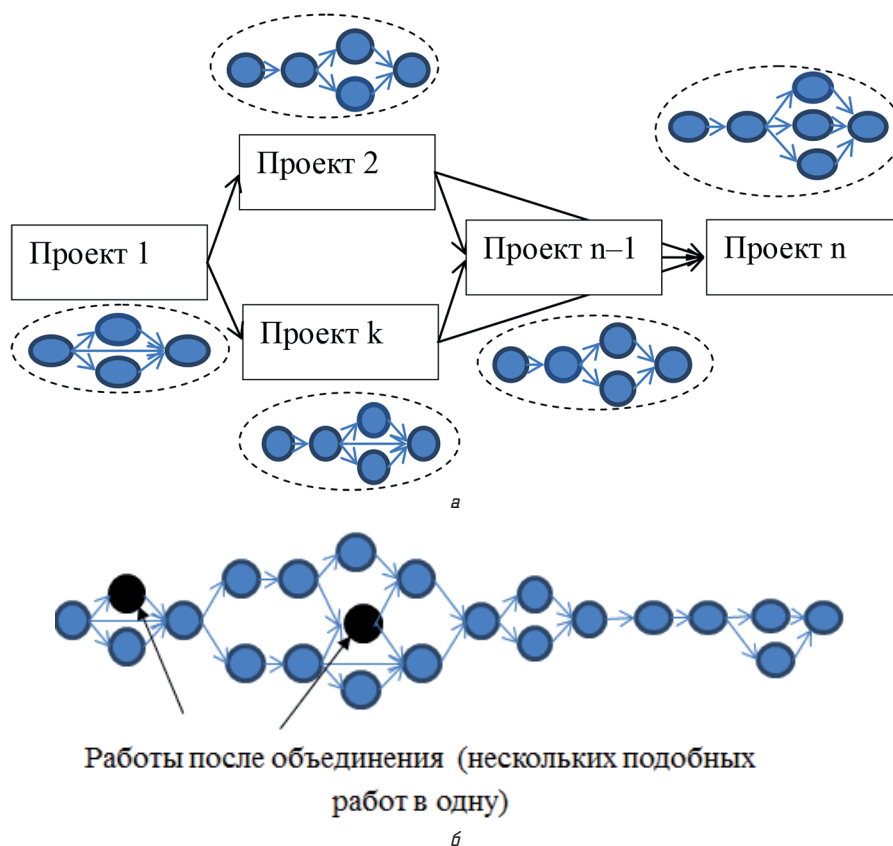 Проект 2
Проект 1
Проект n–1
Проект n
Проект k
а
Работы после объединения (нескольких подобных
работ в одну)
б